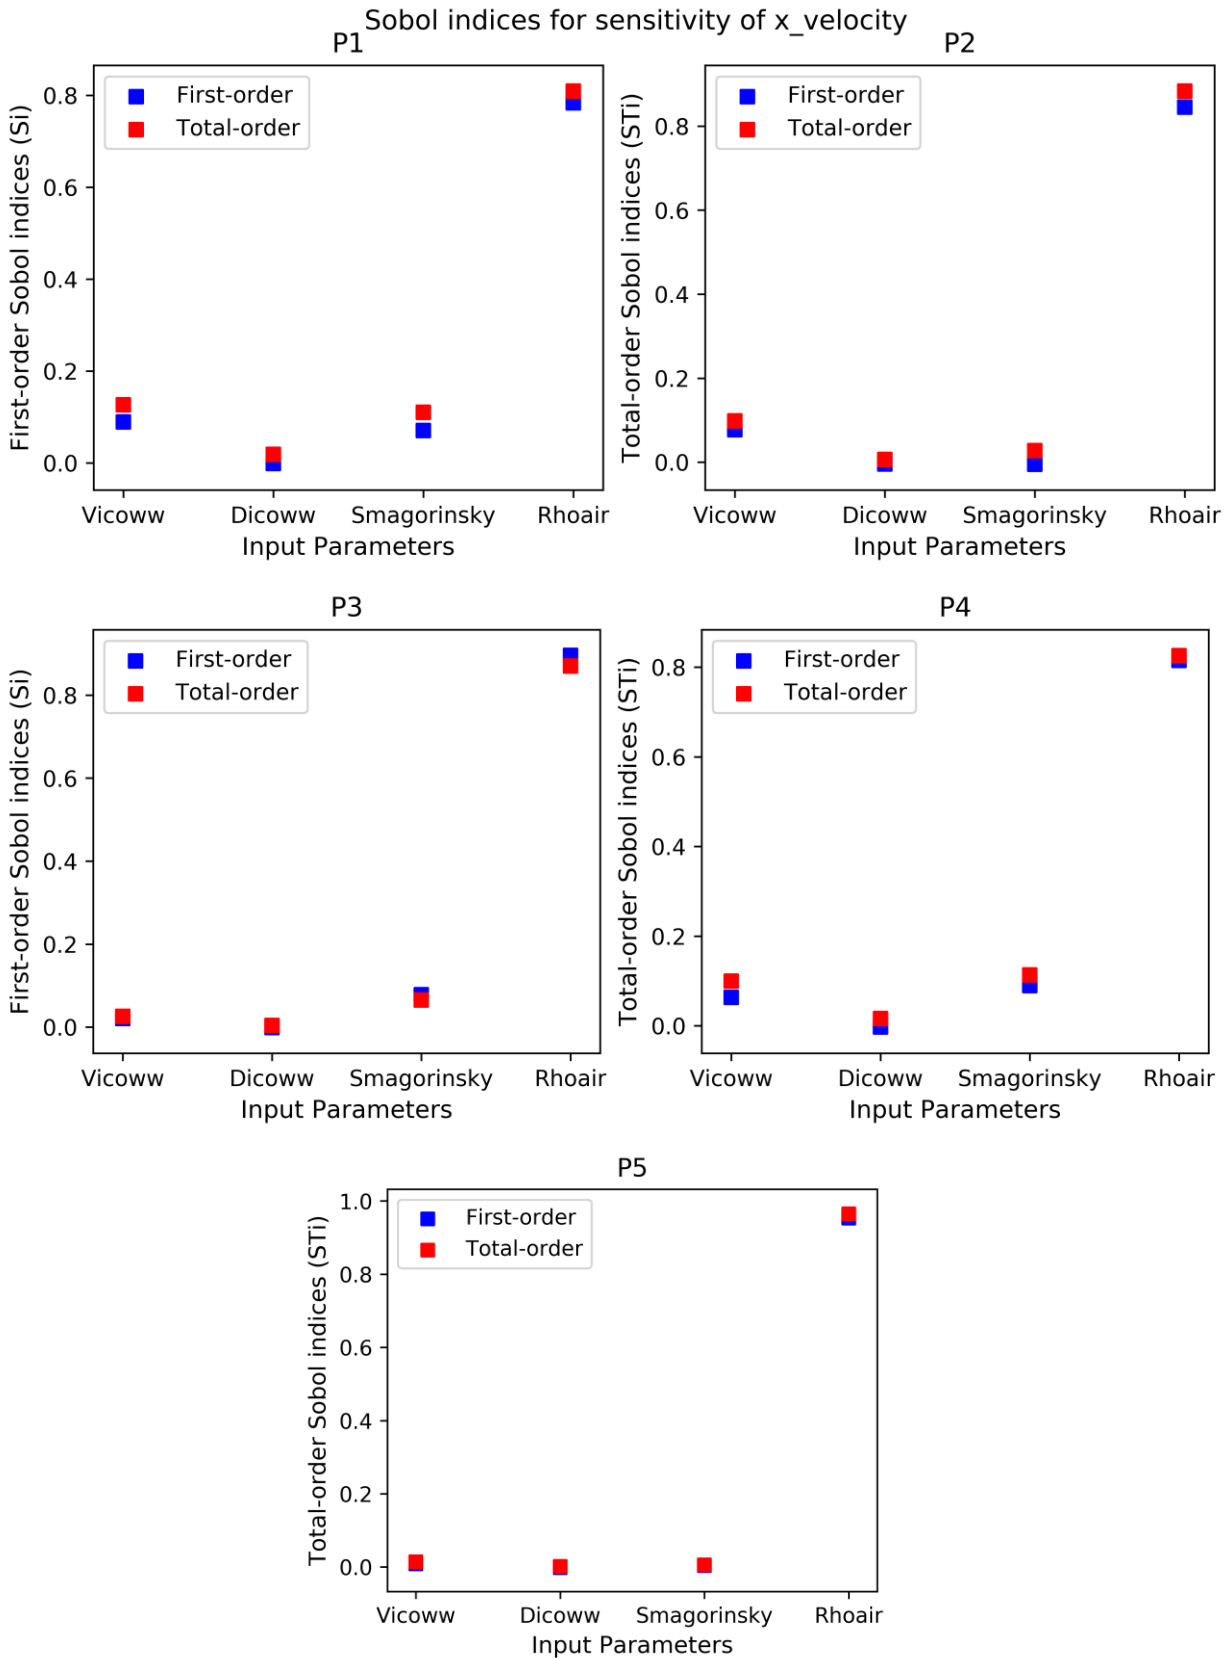 Sobol indices for sensitivity of x_velocity
P1
First-order
Total-order
First-order Sobol indices (Si)
0.8
0.6
0.4
0.2
0.0
Vicoww Dicoww Smagorinsky Rhoair
Input Parameters
P2
First-order
Total-order
Total-order Sobol indices (STi)
0.8
0.6
0.4
0.2
0.0
Vicoww Dicoww Smagorinsky Rhoair
Input Parameters
P3
First-order
Total-order
First-order Sobol indices (Si)
0.8
0.6
0.4
0.2
0.0
Vicoww Dicoww Smagorinsky Rhoair
Input Parameters
P4
First-order
Total-order
Total-order Sobol indices (STi)
0.8
0.6
0.4
0.2
0.0
Vicoww Dicoww Smagorinsky Rhoair
Input Parameters
P5
First-order
Total-order
Total-order Sobol indices (STi)
1.0
0.8
0.6
0.4
0.2
0.0
Vicoww Dicoww Smagorinsky Rhoair
Input Parameters